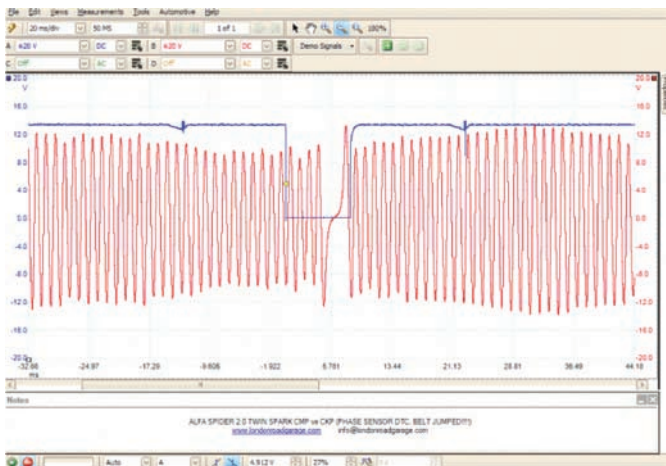 File Edit Views Measurements Tools Automotive Help
20 ms/div 50 MS 1 of 1 100%
A ±20 V DC B ±20 V DC Demo Signals
C Off AC D Off AC
20.0 20.0
V V
16.0 16.0
12.0 12.0
8.0 8.0
4.0 4.0
0.0 0.0
-4.0 -4.0
-8.0 -8.0
-12.0 -12.0
-16.0 -16.0
-20.0 -20.0
-32.66 -24.97 -17.29 -9.606 -1.922 5.761 13.44 21.13 28.81 36.49 44.18
ms
Notes
ALFA SPIDER 2.0 TWIN SPARK CMP vs CKP (PHASE SENSOR DTC, BELT JUMPED!!!)
www.londonroadgarage.com info@londonroadgarage.com
Auto A 4.912 V 27%